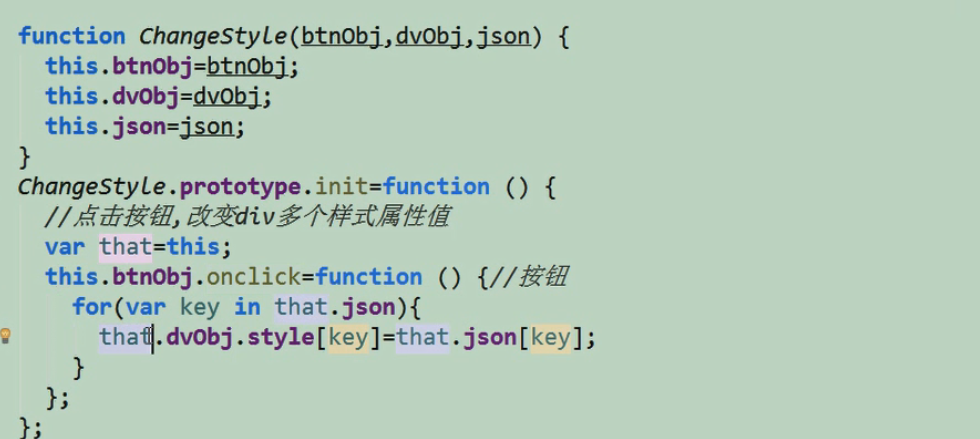 function ChangeStyle(btnObj,dvObj,json) {
this.btnObj=btnObj;
this.dvObj=dvObj;
this.json=json;
}
ChangeStyle.prototype.init=function () {
//点击按钮,改变div多个样式属性值
var that=this;
this.btnObj.onclick=function () {//按钮
for(var key in that.json){
that.dvObj.style[key]=that.json[key];
}
};
};